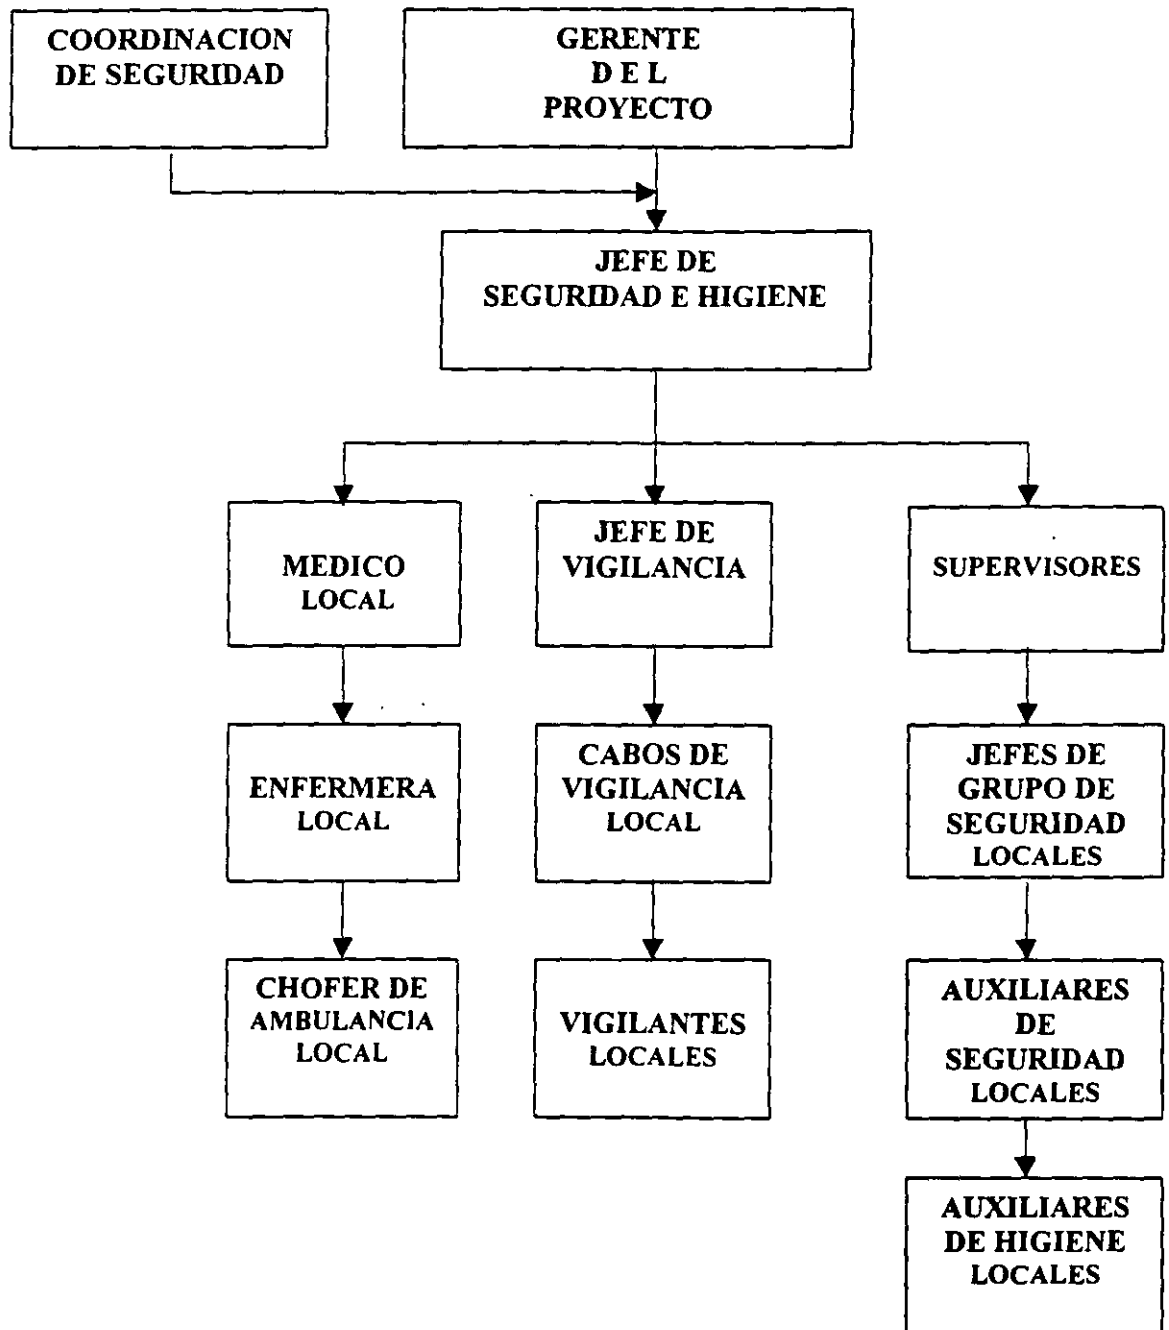 COORDINACION
DE SEGURIDAD
GERENTE
D E L
PROYECTO
JEFE DE
SEGURIDAD E HIGIENE
MEDICO
LOCAL
JEFE DE
VIGILANCIA
SUPERVISORES
ENFERMERA
LOCAL
CABOS DE
VIGILANCIA
LOCAL
JEFES DE
GRUPO DE
SEGURIDAD
LOCALES
CHOFER DE
AMBULANCIA
LOCAL
VIGILANTES
LOCALES
AUXILIARES
DE
SEGURIDAD
LOCALES
AUXILIARES
DE HIGIENE
LOCALES